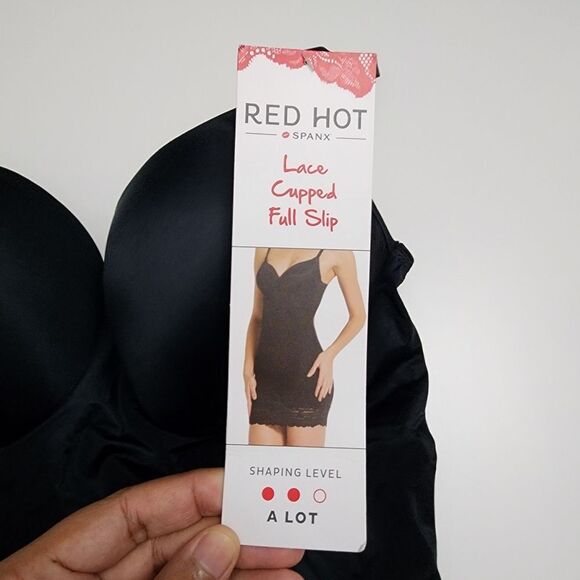 RED HOT
SPANX
Lace
Cupped
Full Slip
SHAPING LEVEL
A LOT